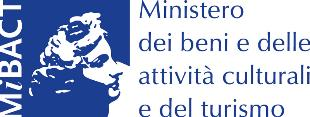 MiBACT
Ministero
dei beni e delle
attività culturali
e del turismo